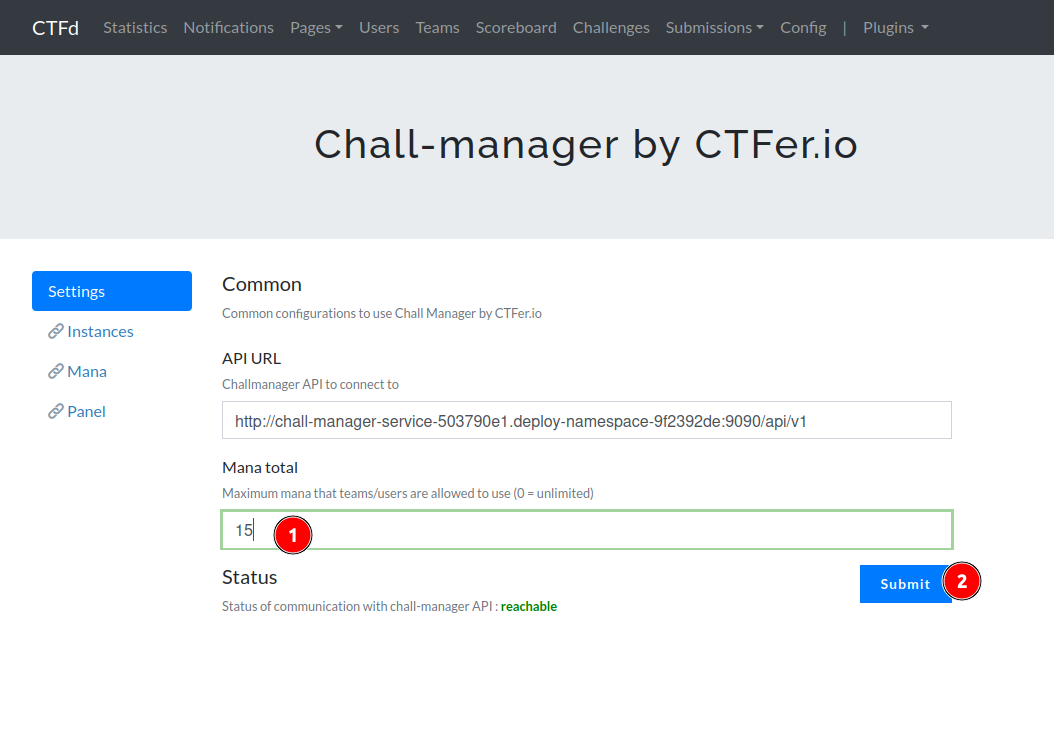 CTFd Statistics Notifications Pages Users Teams Scoreboard Challenges Submissions Config | Plugins
Chall-manager by CTFer.io
Settings
Instances
Mana
Panel
Common
Common configurations to use Chall Manager by CTFer.io
API URL
Challmanager API to connect to
http://chall-manager-service-503790e1.deploy-namespace-9f2392de:9090/api/v1
Mana total
Maximum mana that teams/users are allowed to use (0 = unlimited)
15 1
Status
Submit 2
Status of communication with chall-manager API : reachable